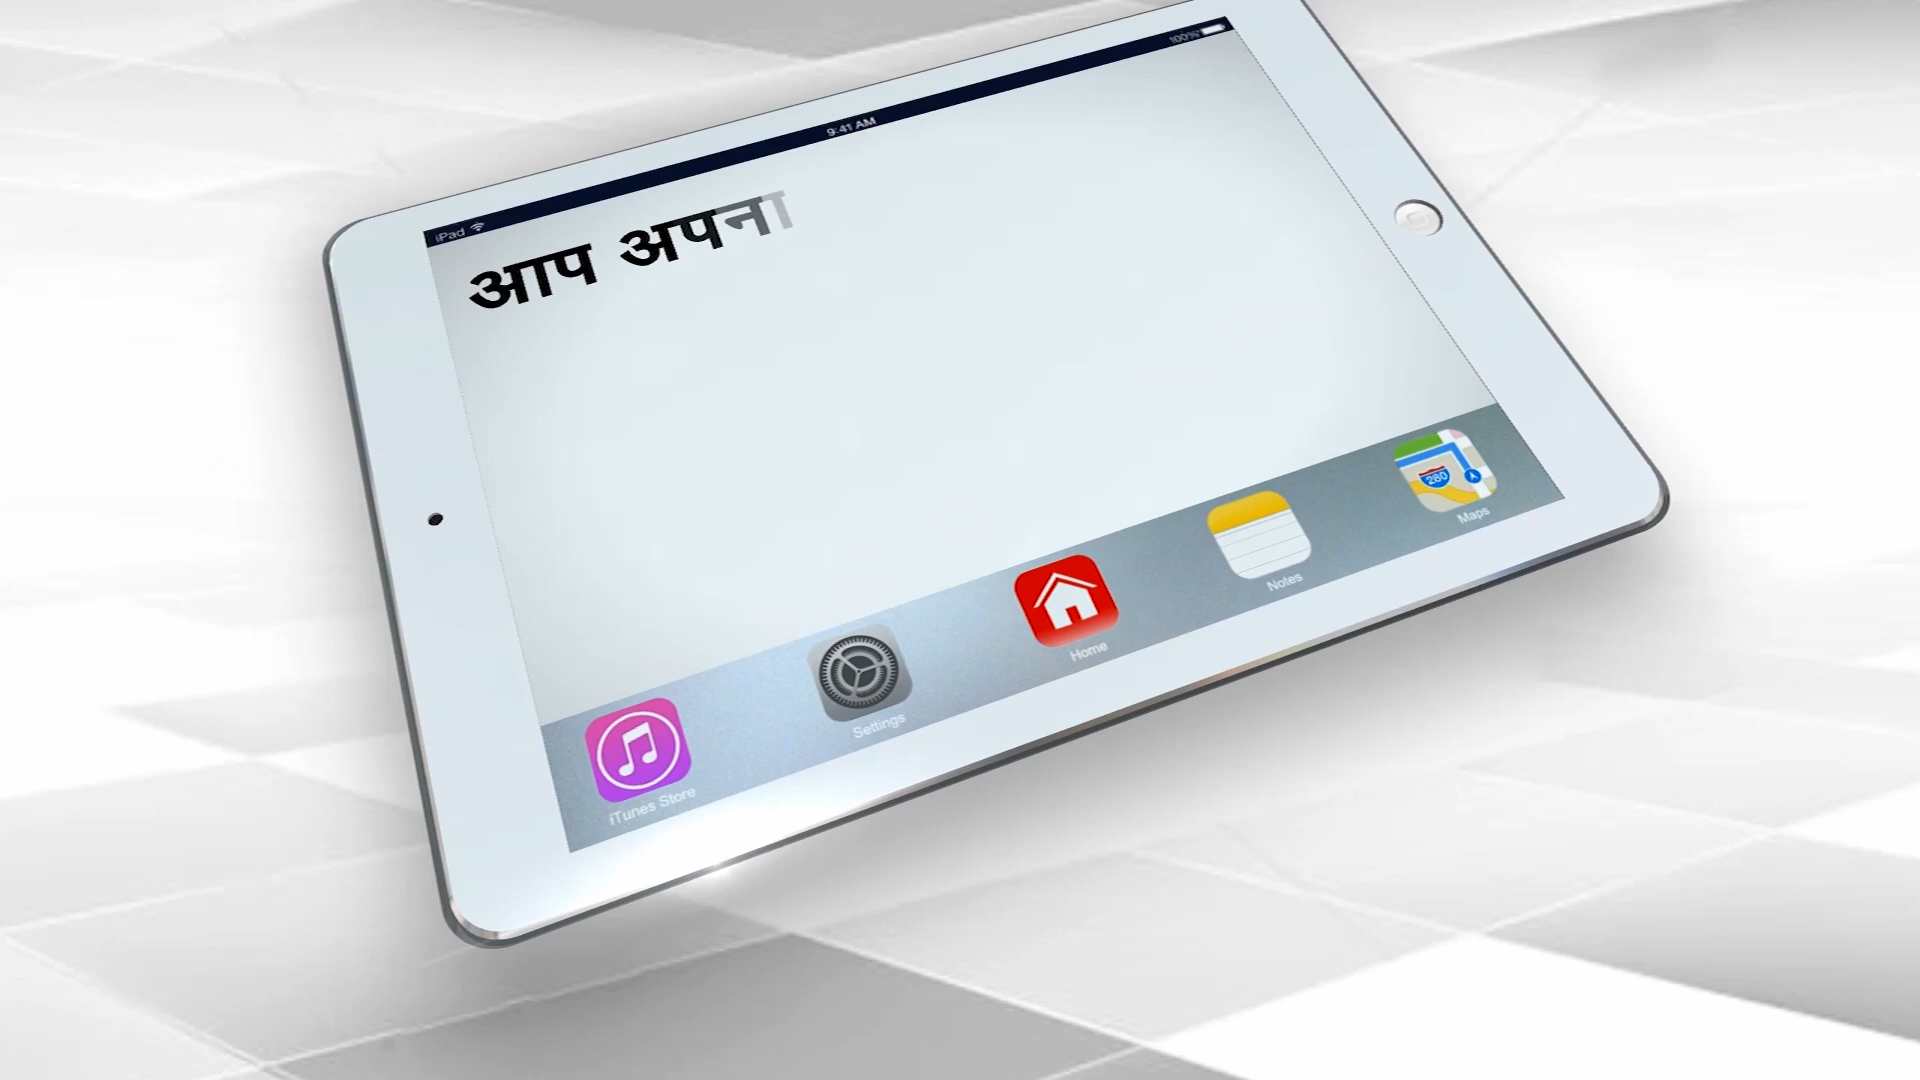 iPad 9:41 AM 100%
आप अपना
iTunes Store
Settings
Home
Notes
280
Maps